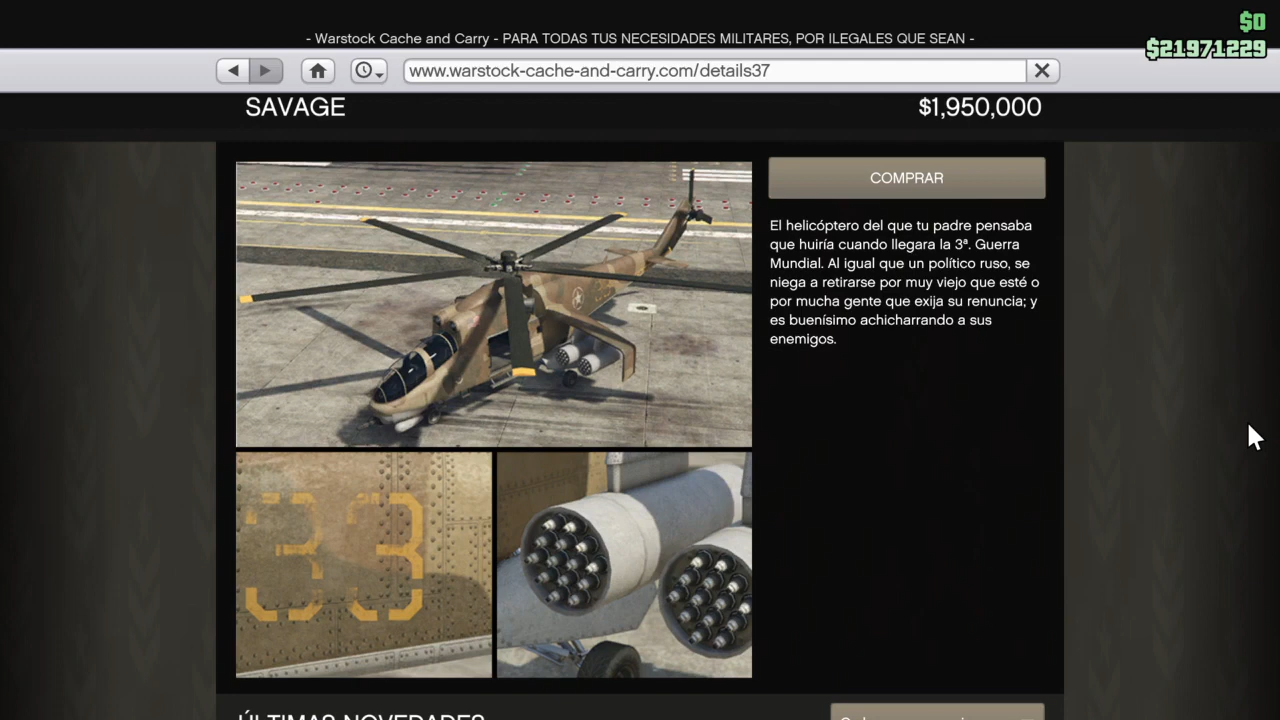 $0
- Warstock Cache and Carry - PARA TODAS TUS NECESIDADES MILITARES, POR ILEGALES QUE SEAN -
$21971229
www.warstock-cache-and-carry.com/details37
SAVAGE
$1,950,000
COMPRAR
El helicóptero del que tu padre pensaba
que huiría cuando llegara la 3ª. Guerra
Mundial. Al igual que un político ruso, se
niega a retirarse por muy viejo que esté o
por mucha gente que exija su renuncia; y
es buenísimo achicharrando a sus
enemigos.
33
ÚLTIMAS NOVEDADES